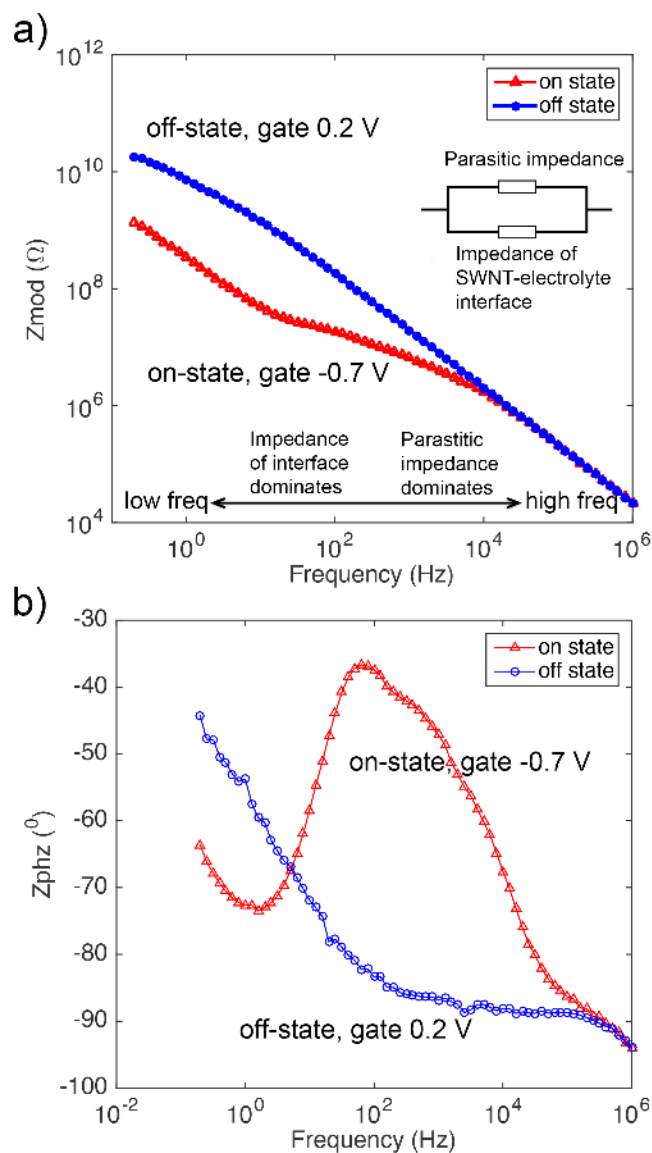 a)
10^12
10^10
10^8
10^6
10^4
Zmod (Ω)
on state
off state
off-state, gate 0.2 V
Parasitic impedance
Impedance of
SWNT-electrolyte
interface
on-state, gate -0.7 V
Impedance
of interface
dominates
Parastitic
impedance
dominates
low freq
high freq
10^0
10^2
10^4
10^6
Frequency (Hz)
b)
-30
-40
-50
-60
-70
-80
-90
-100
Zphz (^0)
on state
off state
on-state, gate -0.7 V
off-state, gate 0.2 V
10^-2
10^0
10^2
10^4
10^6
Frequency (Hz)